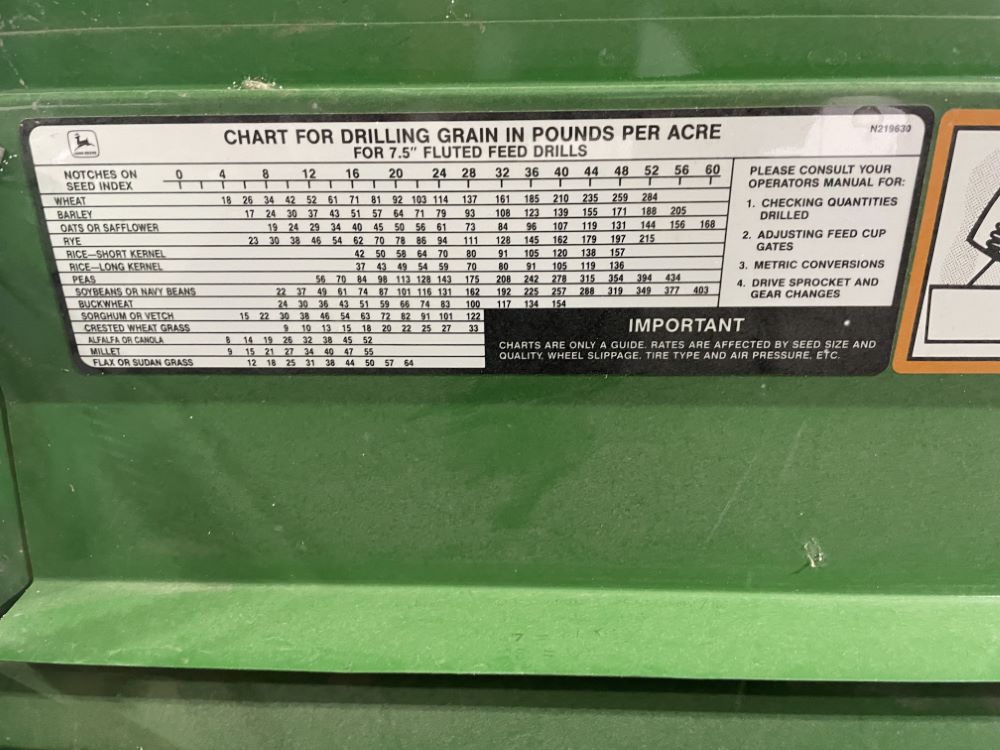 JOHN DEERE
CHART FOR DRILLING GRAIN IN POUNDS PER ACRE
N219630
FOR 7.5" FLUTED FEED DRILLS
NOTCHES ON SEED INDEX 0 4 8 12 16 20 24 28 32 36 40 44 48 52 56 60
WHEAT 18 26 34 42 52 61 71 81 92 103 114 137 161 185 210 235 259 284
BARLEY 17 24 30 37 43 51 57 64 71 79 93 108 123 139 155 171 188 205
OATS OR SAFFLOWER 19 24 29 34 40 45 50 56 61 73 84 96 107 119 131 144 156 168
RYE 23 30 38 46 54 62 70 78 86 94 111 128 145 162 179 197 215
RICE—SHORT KERNEL 42 50 58 64 70 80 91 105 120 138 157
RICE—LONG KERNEL 37 43 49 54 59 70 80 91 105 119 136
PEAS 56 70 84 98 113 128 143 175 208 242 278 315 354 394 434
SOYBEANS OR NAVY BEANS 22 37 49 61 74 87 101 116 131 162 192 225 257 288 319 349 377 403
BUCKWHEAT 24 30 36 43 51 59 66 74 83 100 117 134 154
SORGHUM OR VETCH 15 22 30 38 46 54 63 72 82 91 101 122
CRESTED WHEAT GRASS 9 10 13 15 18 20 22 25 27 33
ALFALFA OR CANOLA 8 14 19 26 32 38 45 52
MILLET 9 15 21 27 34 40 47 55
FLAX OR SUDAN GRASS 12 18 25 31 38 44 50 57 64
PLEASE CONSULT YOUR
OPERATORS MANUAL FOR:
1. CHECKING QUANTITIES
DRILLED
2. ADJUSTING FEED CUP
GATES
3. METRIC CONVERSIONS
4. DRIVE SPROCKET AND
GEAR CHANGES
IMPORTANT
CHARTS ARE ONLY A GUIDE. RATES ARE AFFECTED BY SEED SIZE AND
QUALITY, WHEEL SLIPPAGE, TIRE TYPE AND AIR PRESSURE, ETC.